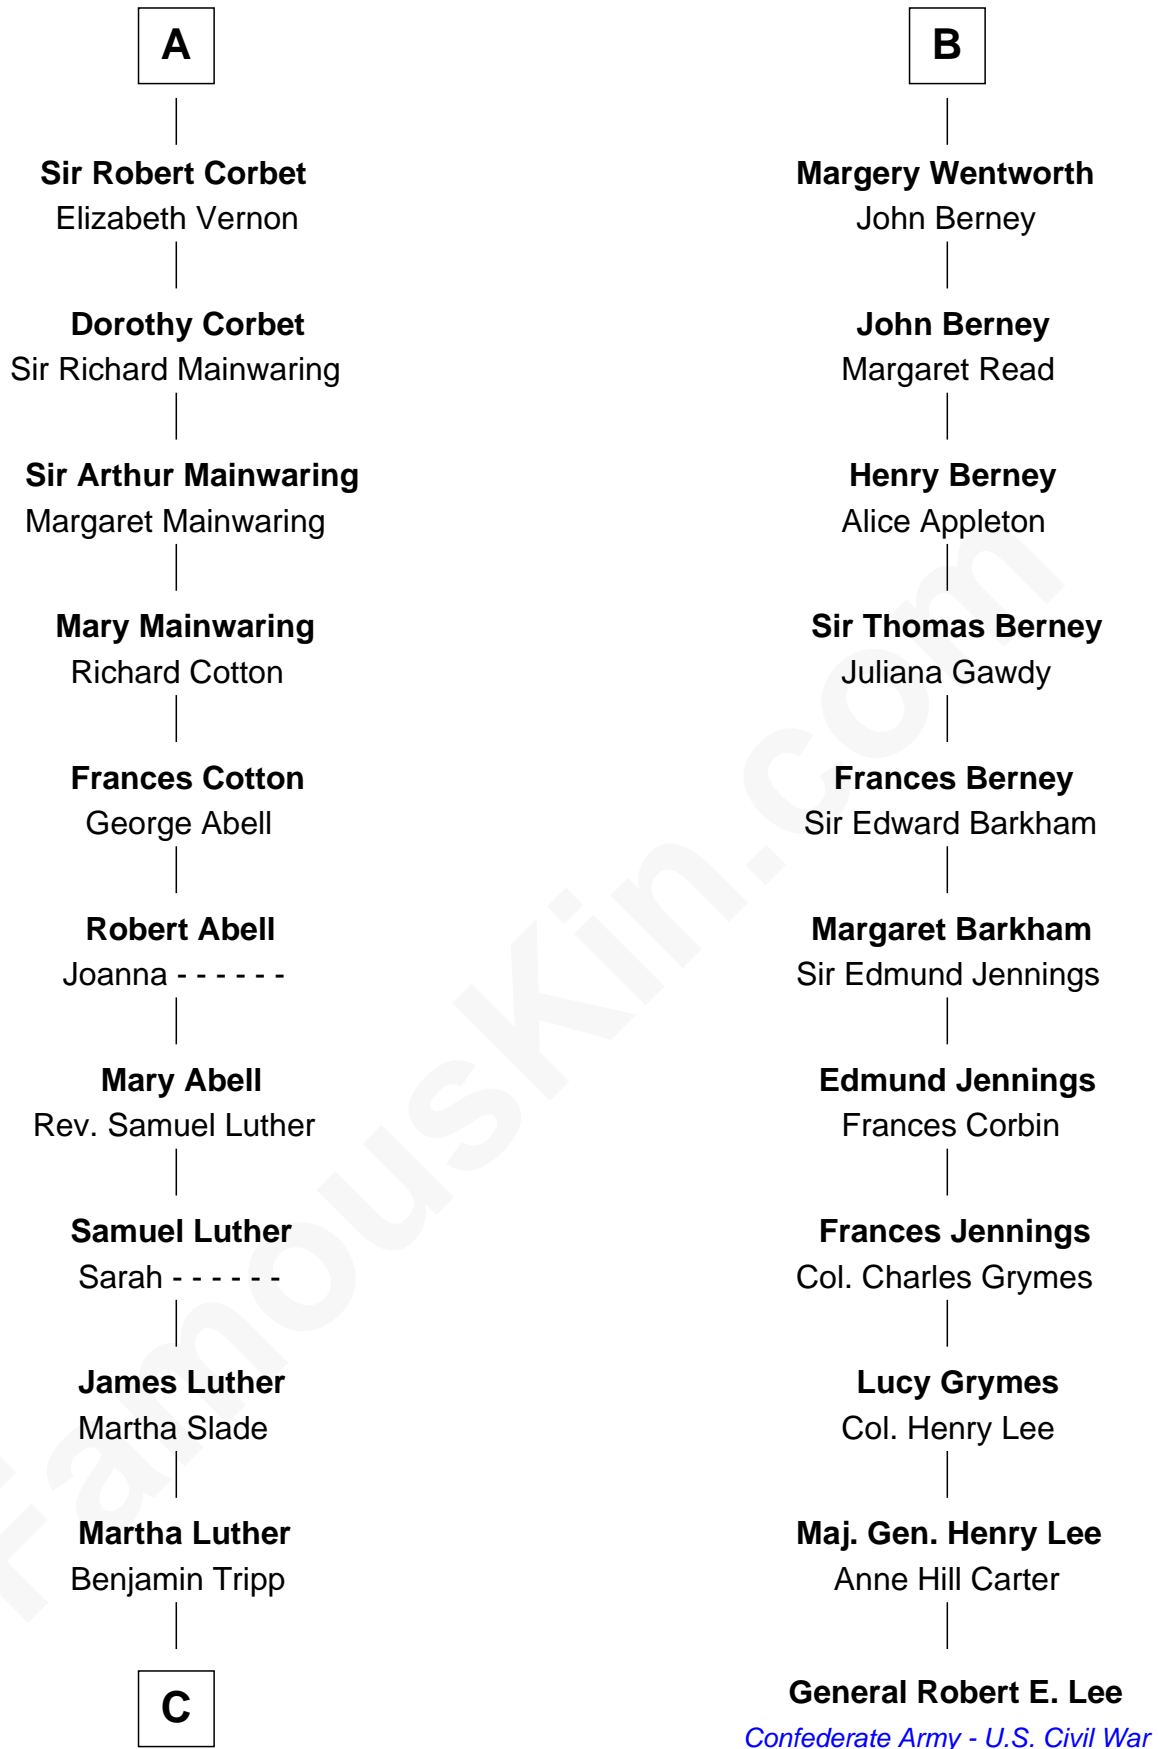 A
Sir Robert Corbet
Elizabeth Vernon
Dorothy Corbet
Sir Richard Mainwaring
Sir Arthur Mainwaring
Margaret Mainwaring
Mary Mainwaring
Richard Cotton
Frances Cotton
George Abell
Robert Abell
Joanna - - - - - -
Mary Abell
Rev. Samuel Luther
Samuel Luther
Sarah - - - - - -
James Luther
Martha Slade
Martha Luther
Benjamin Tripp
C
B
Margery Wentworth
John Berney
John Berney
Margaret Read
Henry Berney
Alice Appleton
Sir Thomas Berney
Juliana Gawdy
Frances Berney
Sir Edward Barkham
Margaret Barkham
Sir Edmund Jennings
Edmund Jennings
Frances Corbin
Frances Jennings
Col. Charles Grymes
Lucy Grymes
Col. Henry Lee
Maj. Gen. Henry Lee
Anne Hill Carter
General Robert E. Lee
Confederate Army - U.S. Civil War
FamousKin.com